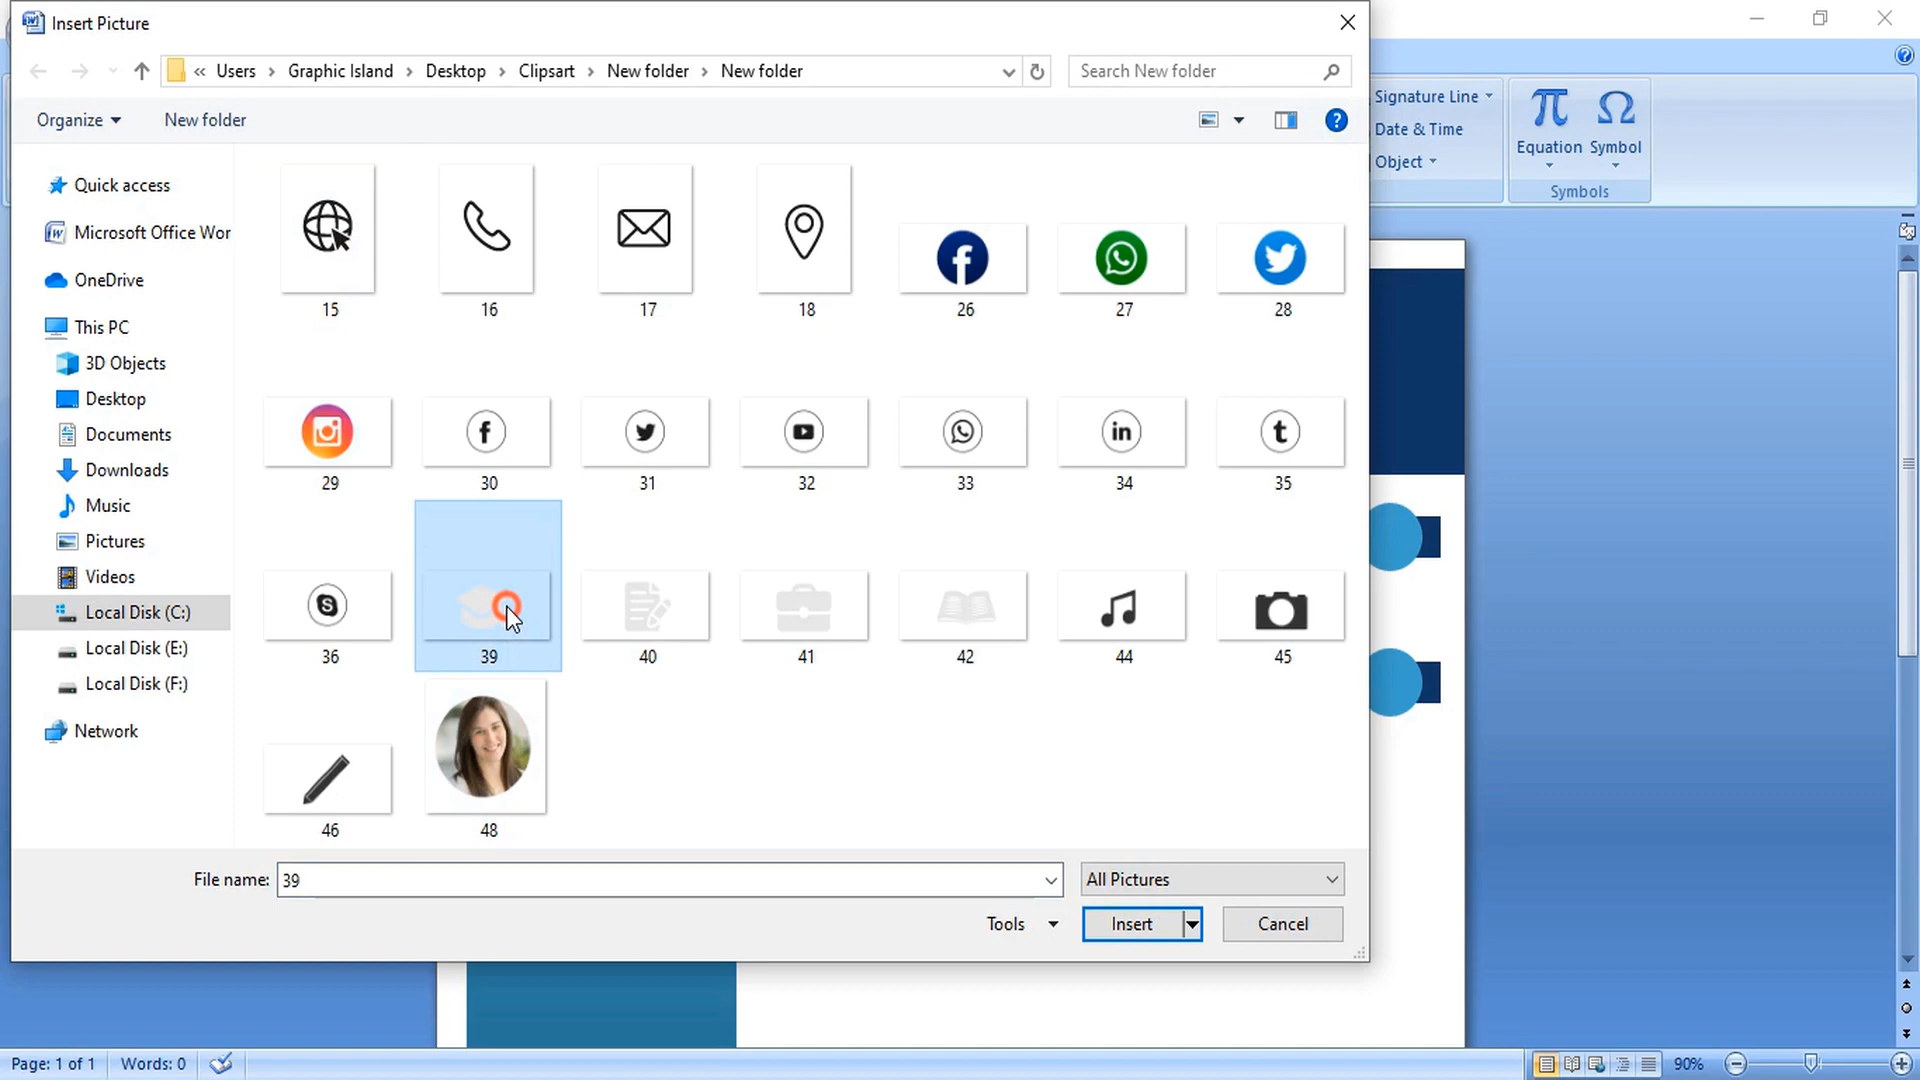 Insert Picture
« Users > Graphic Island > Desktop > Clipsart > New folder > New folder
Search New folder
Organize
New folder
Signature Line
Date & Time
Object
Equation
Symbol
Symbols
Quick access
Microsoft Office Wor
OneDrive
This PC
3D Objects
Desktop
Documents
Downloads
Music
Pictures
Videos
Local Disk (C:)
Local Disk (E:)
Local Disk (F:)
Network
15 16 17 18 26 27 28
29 30 31 32 33 34 35
36 39 40 41 42 44 45
46 48
File name: 39
All Pictures
Tools
Insert
Cancel
Page: 1 of 1
Words: 0
90%